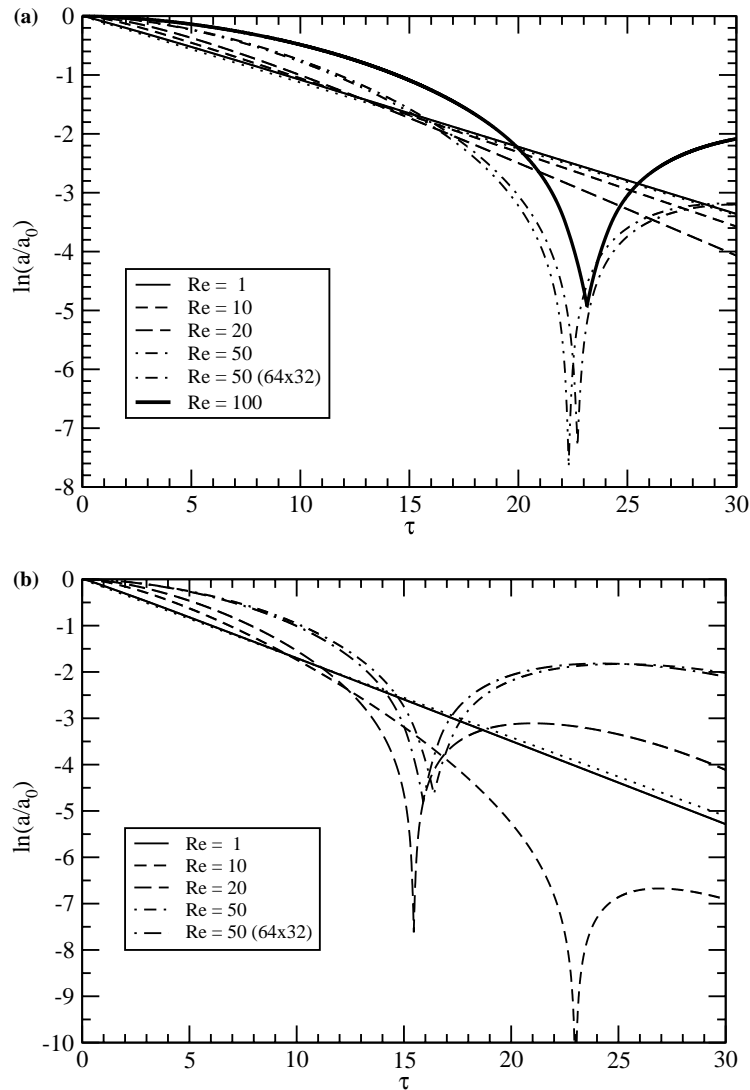 (a)
0
-1
-2
-3
-4
-5
-6
-7
-8
ln(a/a0)
Re = 1
Re = 10
Re = 20
Re = 50
Re = 50 (64x32)
Re = 100
0 5 10 15 20 25 30
τ
(b)
0
-1
-2
-3
-4
-5
-6
-7
-8
-9
-10
ln(a/a0)
Re = 1
Re = 10
Re = 20
Re = 50
Re = 50 (64x32)
0 5 10 15 20 25 30
τ